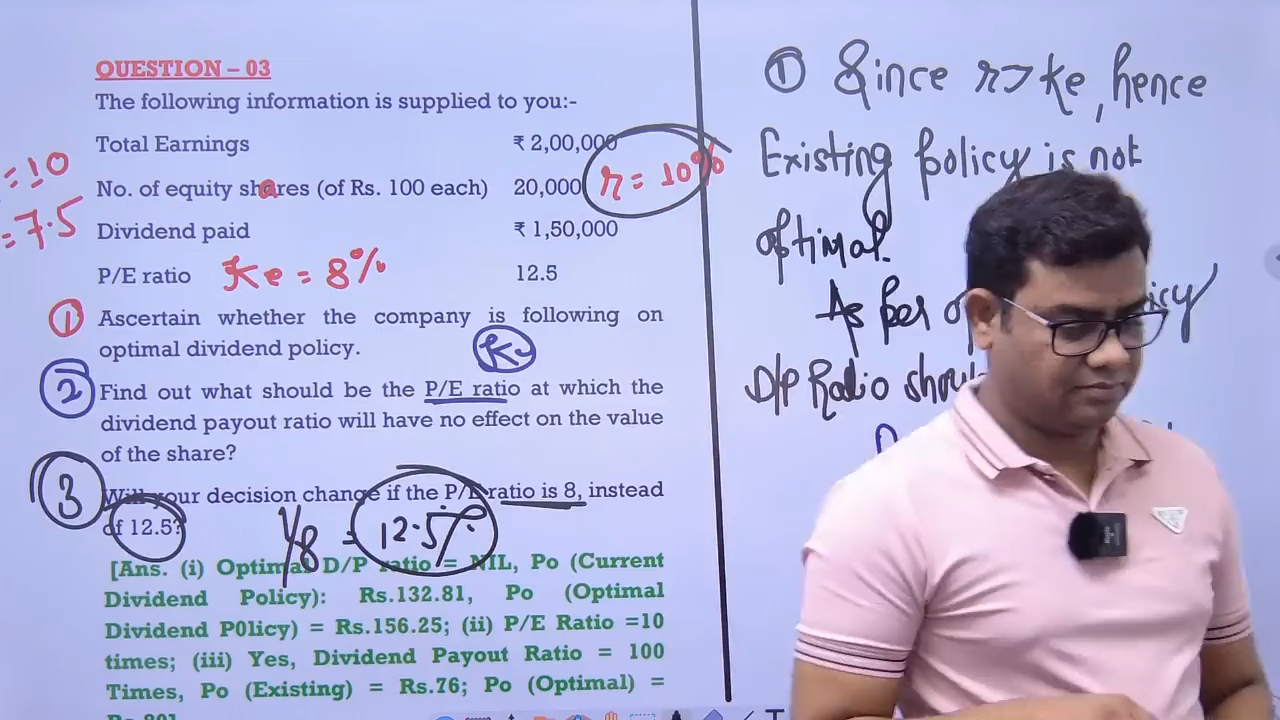 QUESTION – 03
The following information is supplied to you:-
Total Earnings ₹ 2,00,000
= 10
No. of equity shares (of Rs. 100 each) 20,000 r = 10%
= 7.5
Dividend paid ₹ 1,50,000
P/E ratio Ke = 8% 12.5
① Ascertain whether the company is following on
optimal dividend policy.
② Find out what should be the P/E ratio at which the
dividend payout ratio will have no effect on the value
of the share?
③ Will your decision change if the P/E ratio is 8, instead
of 12.5? 1/8 = 12.5%
[Ans. (i) Optimal D/P ratio = NIL, Po (Current
Dividend Policy): Rs.132.81, Po (Optimal
Dividend P0licy) = Rs.156.25; (ii) P/E Ratio =10
times; (iii) Yes, Dividend Payout Ratio = 100
Times, Po (Existing) = Rs.76; Po (Optimal) =
① Since r>Ke, hence
Existing policy is not
optimal.
As per
D/P Ratio